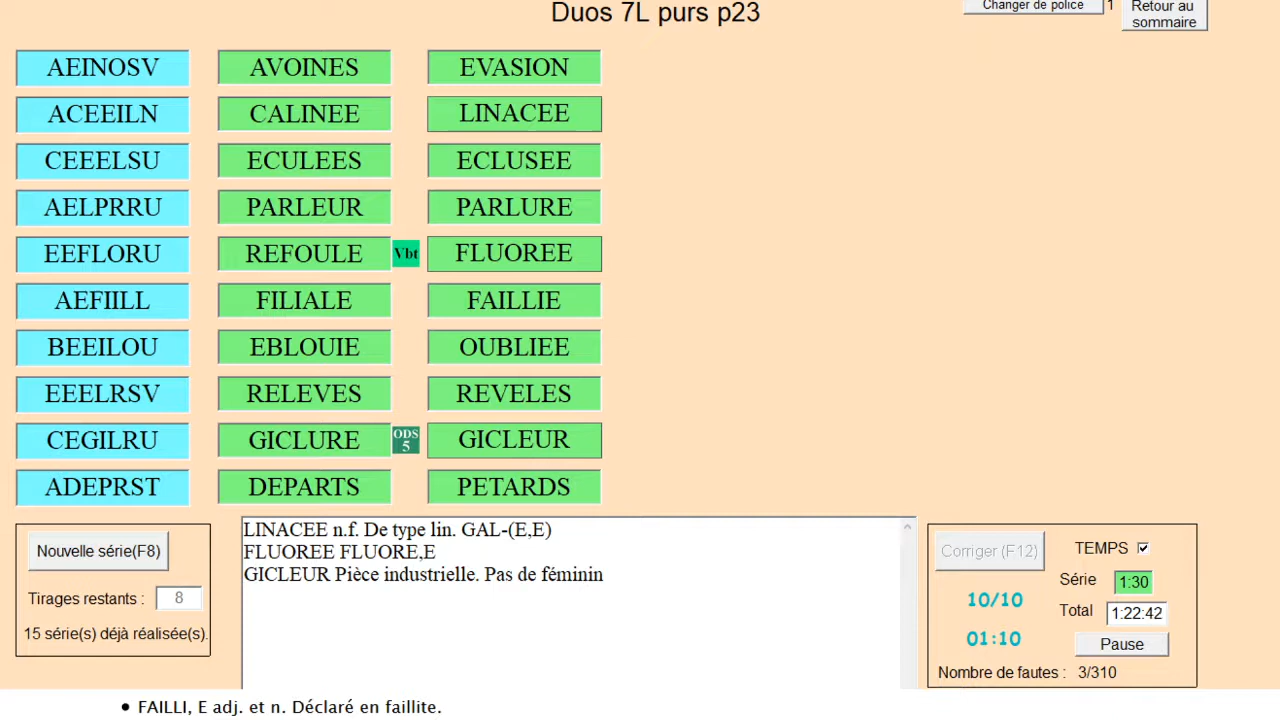 Duos 7L purs p23
Changer de police
1
Retour au
sommaire
AEINOSV AVOINES EVASION
ACEEILN CALINEE LINACEE
CEEELSU ECULEES ECLUSEE
AELPRRU PARLEUR PARLURE
EEFLORU REFOULE Vbt FLUOREE
AEFIILL FILIALE FAILLIE
BEEILOU EBLOUIE OUBLIEE
EEELRSV RELEVES REVELES
CEGILRU GICLURE ODS 5 GICLEUR
ADEPRST DEPARTS PETARDS
Nouvelle série(F8)
Tirages restants : 8
15 série(s) déjà réalisée(s).
LINACEE n.f. De type lin. GAL-(E,E)
FLUOREE FLUORE,E
GICLEUR Pièce industrielle. Pas de féminin
Corriger (F12)
TEMPS
10/10
Série 1:30
Total 1:22:42
01:10
Pause
Nombre de fautes : 3/310
• FAILLI, E adj. et n. Déclaré en faillite.